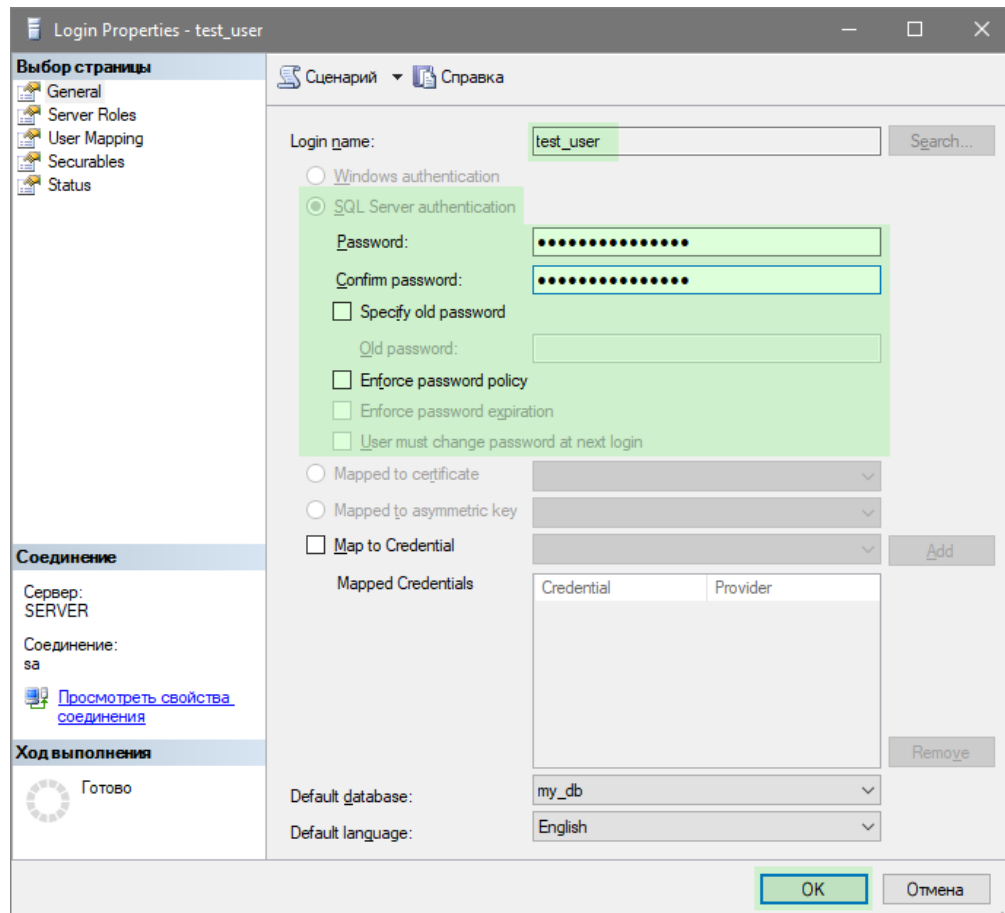 Login Properties - test_user
Выбор страницы
General
Server Roles
User Mapping
Securables
Status
Сценарий
Справка
Login name:
test_user
Search...
Windows authentication
SQL Server authentication
Password:
●●●●●●●●●●●●●●●
Confirm password:
●●●●●●●●●●●●●●●
Specify old password
Old password:
Enforce password policy
Enforce password expiration
User must change password at next login
Mapped to certificate
Mapped to asymmetric key
Map to Credential
Add
Mapped Credentials
Credential
Provider
Remove
Default database:
my_db
Default language:
English
Соединение
Сервер:
SERVER
Соединение:
sa
Просмотреть свойства
соединения
Ход выполнения
Готово
OK
Отмена